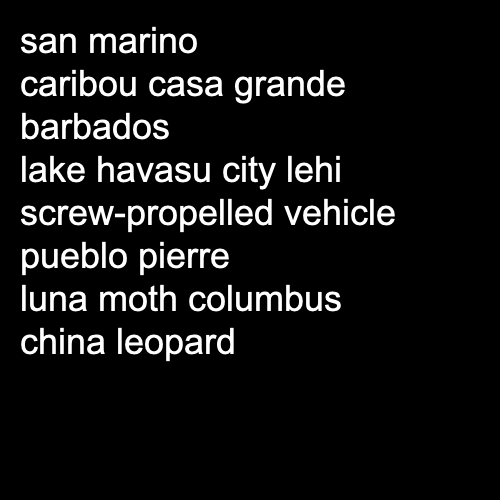 san marino
caribou casa grande
barbados
lake havasu city lehi
screw-propelled vehicle
pueblo pierre
luna moth columbus
china leopard